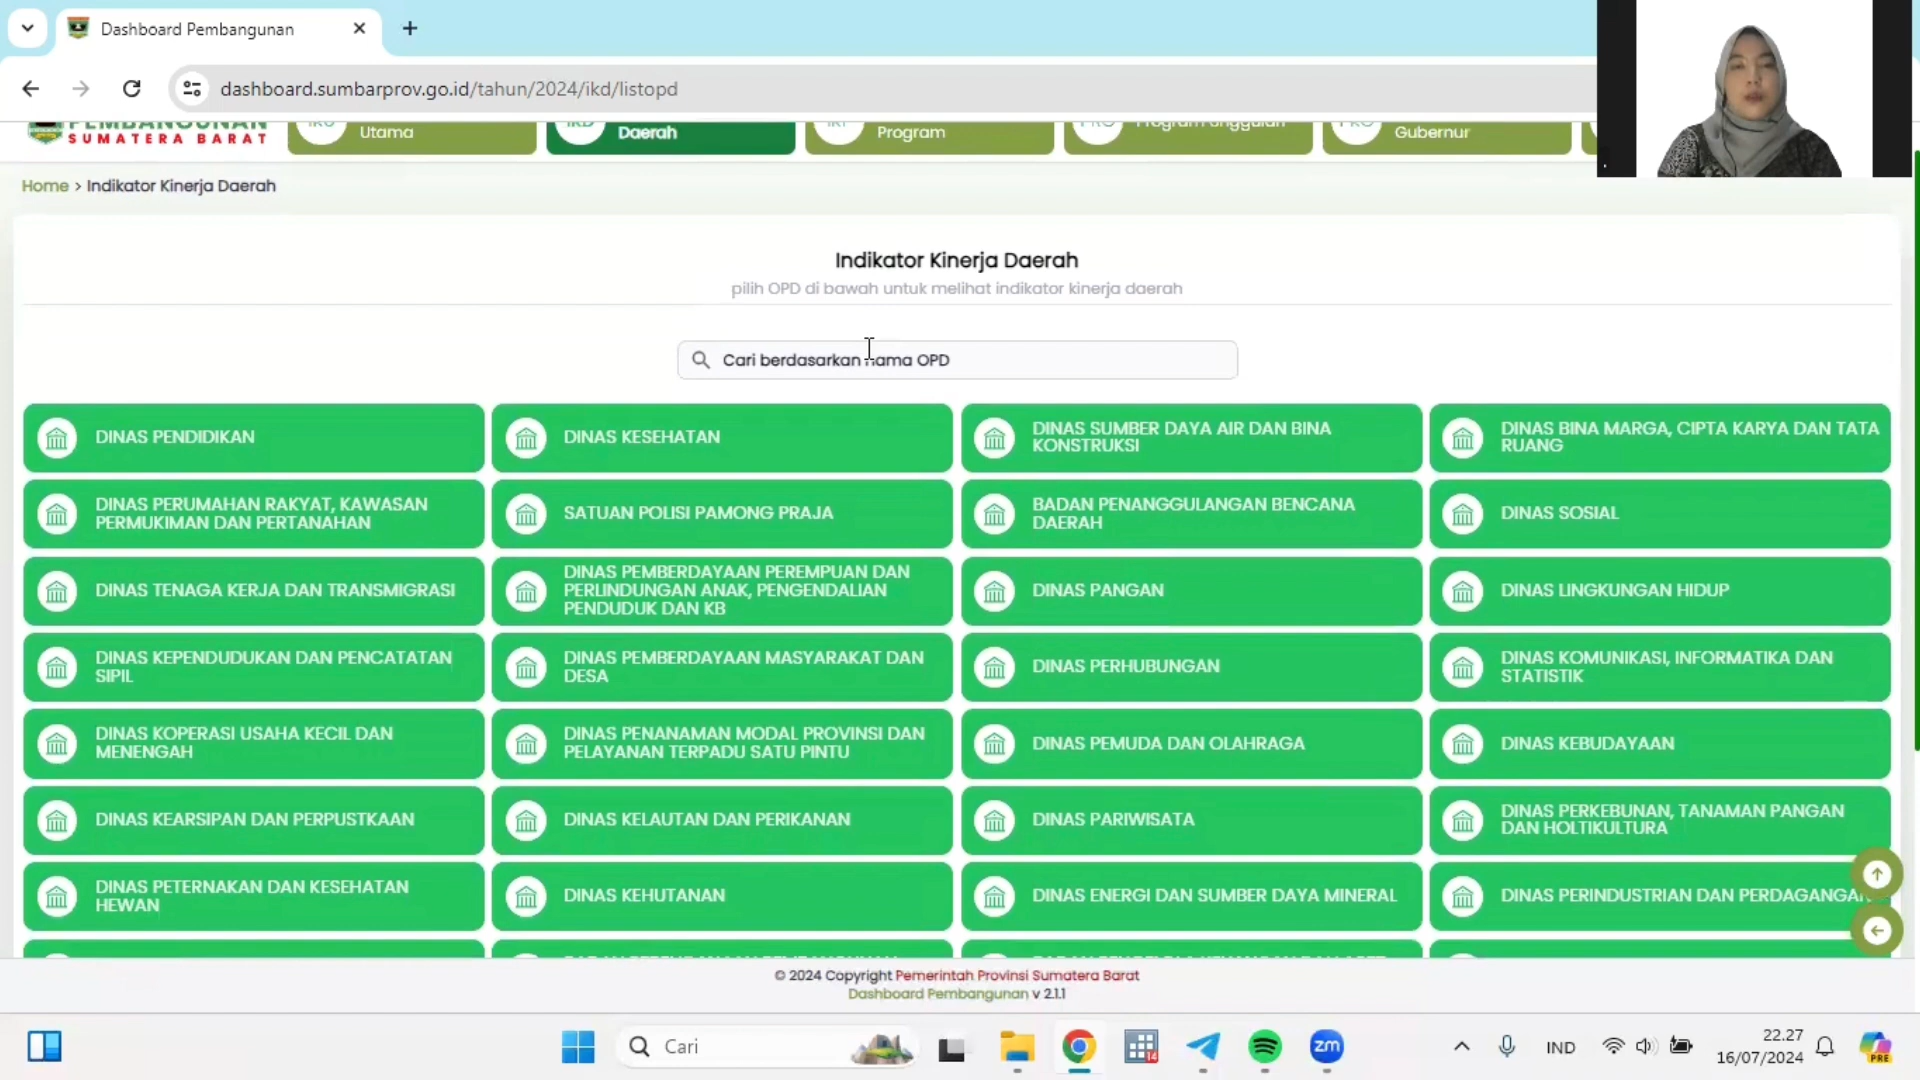 Dashboard Pembangunan
dashboard.sumbarprov.go.id/tahun/2024/ikd/listopd
PEMBANGUNAN
SUMATERA BARAT
Utama
Daerah
Program
Program Unggulan
Gubernur
Home > Indikator Kinerja Daerah
Indikator Kinerja Daerah
pilih OPD di bawah untuk melihat indikator kinerja daerah
Cari berdasarkan nama OPD
DINAS PENDIDIKAN
DINAS KESEHATAN
DINAS SUMBER DAYA AIR DAN BINA
KONSTRUKSI
DINAS BINA MARGA, CIPTA KARYA DAN TATA
RUANG
DINAS PERUMAHAN RAKYAT, KAWASAN
PERMUKIMAN DAN PERTANAHAN
SATUAN POLISI PAMONG PRAJA
BADAN PENANGGULANGAN BENCANA
DAERAH
DINAS SOSIAL
DINAS TENAGA KERJA DAN TRANSMIGRASI
DINAS PEMBERDAYAAN PEREMPUAN DAN
PERLINDUNGAN ANAK, PENGENDALIAN
PENDUDUK DAN KB
DINAS PANGAN
DINAS LINGKUNGAN HIDUP
DINAS KEPENDUDUKAN DAN PENCATATAN
SIPIL
DINAS PEMBERDAYAAN MASYARAKAT DAN
DESA
DINAS PERHUBUNGAN
DINAS KOMUNIKASI, INFORMATIKA DAN
STATISTIK
DINAS KOPERASI USAHA KECIL DAN
MENENGAH
DINAS PENANAMAN MODAL PROVINSI DAN
PELAYANAN TERPADU SATU PINTU
DINAS PEMUDA DAN OLAHRAGA
DINAS KEBUDAYAAN
DINAS KEARSIPAN DAN PERPUSTKAAN
DINAS KELAUTAN DAN PERIKANAN
DINAS PARIWISATA
DINAS PERKEBUNAN, TANAMAN PANGAN
DAN HOLTIKULTURA
DINAS PETERNAKAN DAN KESEHATAN
HEWAN
DINAS KEHUTANAN
DINAS ENERGI DAN SUMBER DAYA MINERAL
DINAS PERINDUSTRIAN DAN PERDAGANGAN
© 2024 Copyright Pemerintah Provinsi Sumatera Barat
Dashboard Pembangunan v 2.1.1
Cari
14
zm
IND
22.27
16/07/2024
PRE